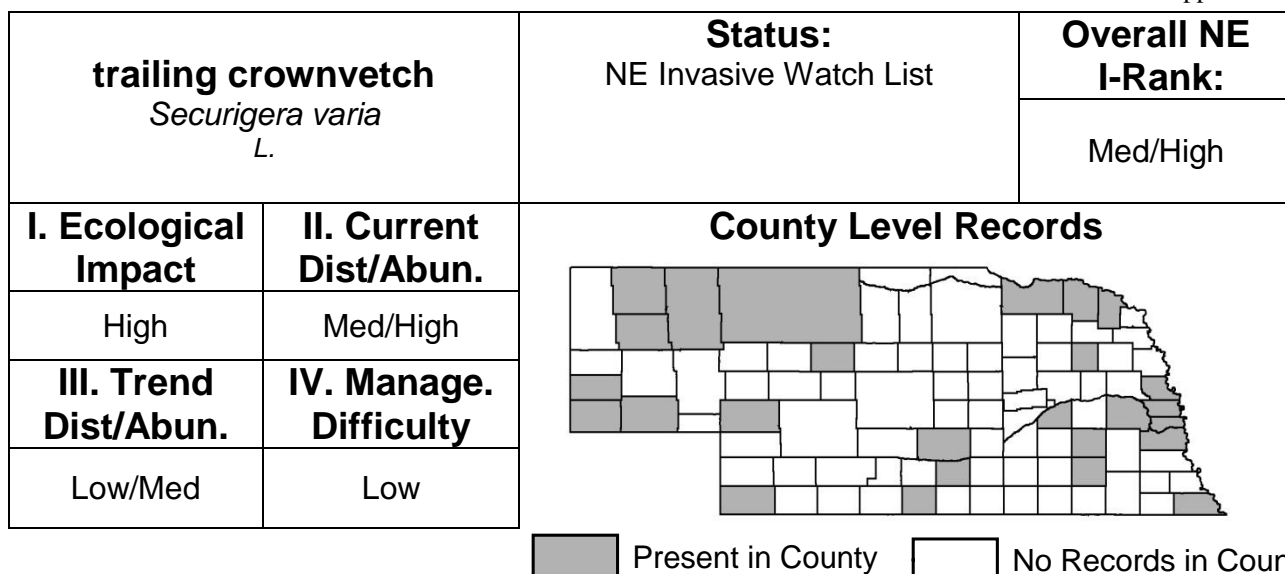 trailing crownvetch
Securigera varia
L.
Status:
NE Invasive Watch List
Overall NE
I-Rank:
Med/High
I. Ecological
Impact
II. Current
Dist/Abun.
High
Med/High
III. Trend
Dist/Abun.
IV. Manage.
Difficulty
Low/Med
Low
County Level Records
Present in County
No Records in Coun